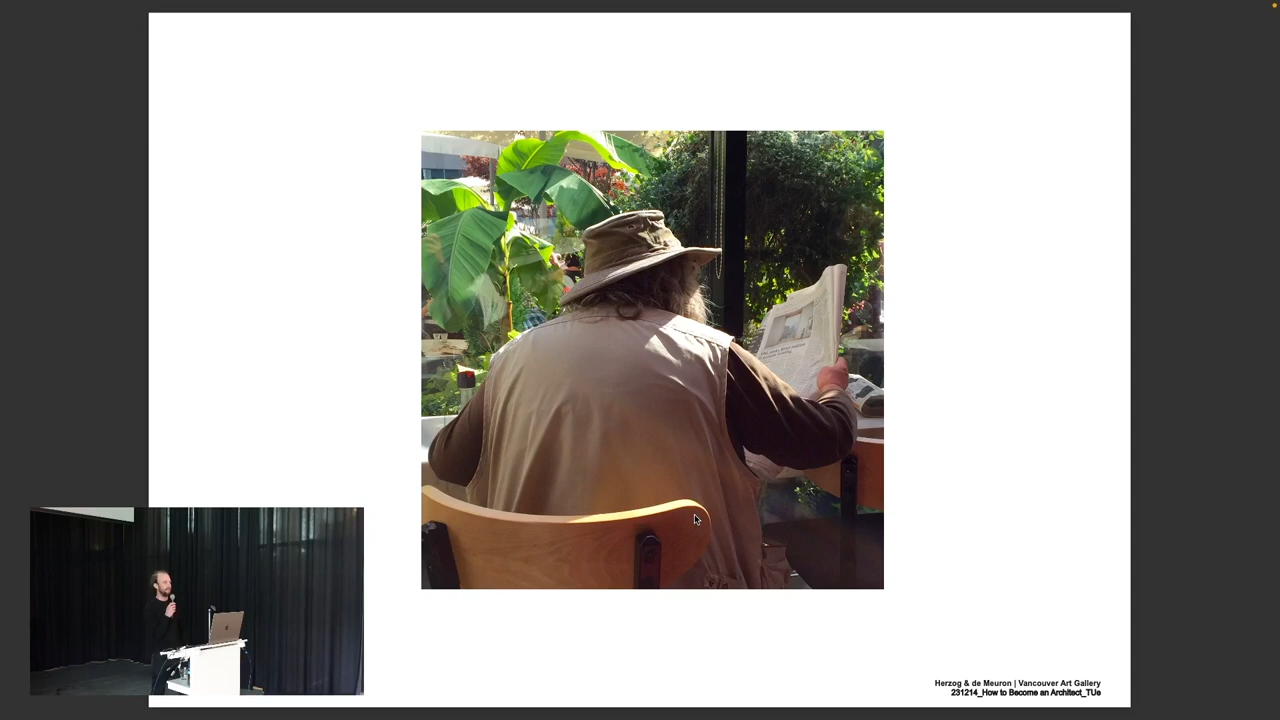 Herzog & de Meuron | Vancouver Art Gallery
231214_How to Become an Architect_TUe